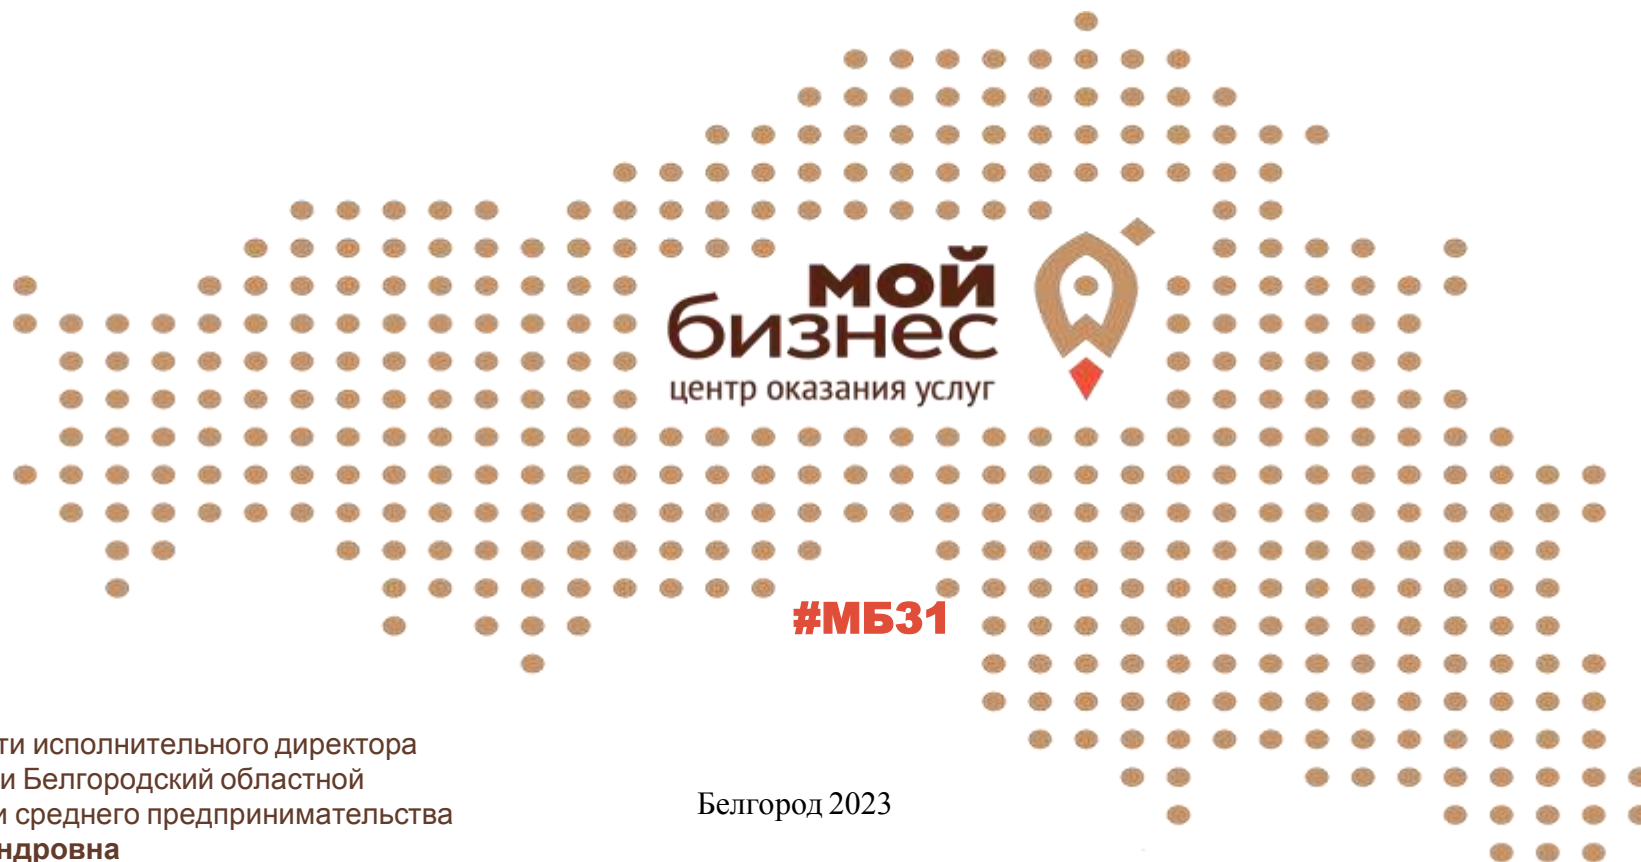 мой
бизнес
центр оказания услуг
#МБ31
ти исполнительного директора
и Белгородский областной
и среднего предпринимательства
ндровна
Белгород 2023